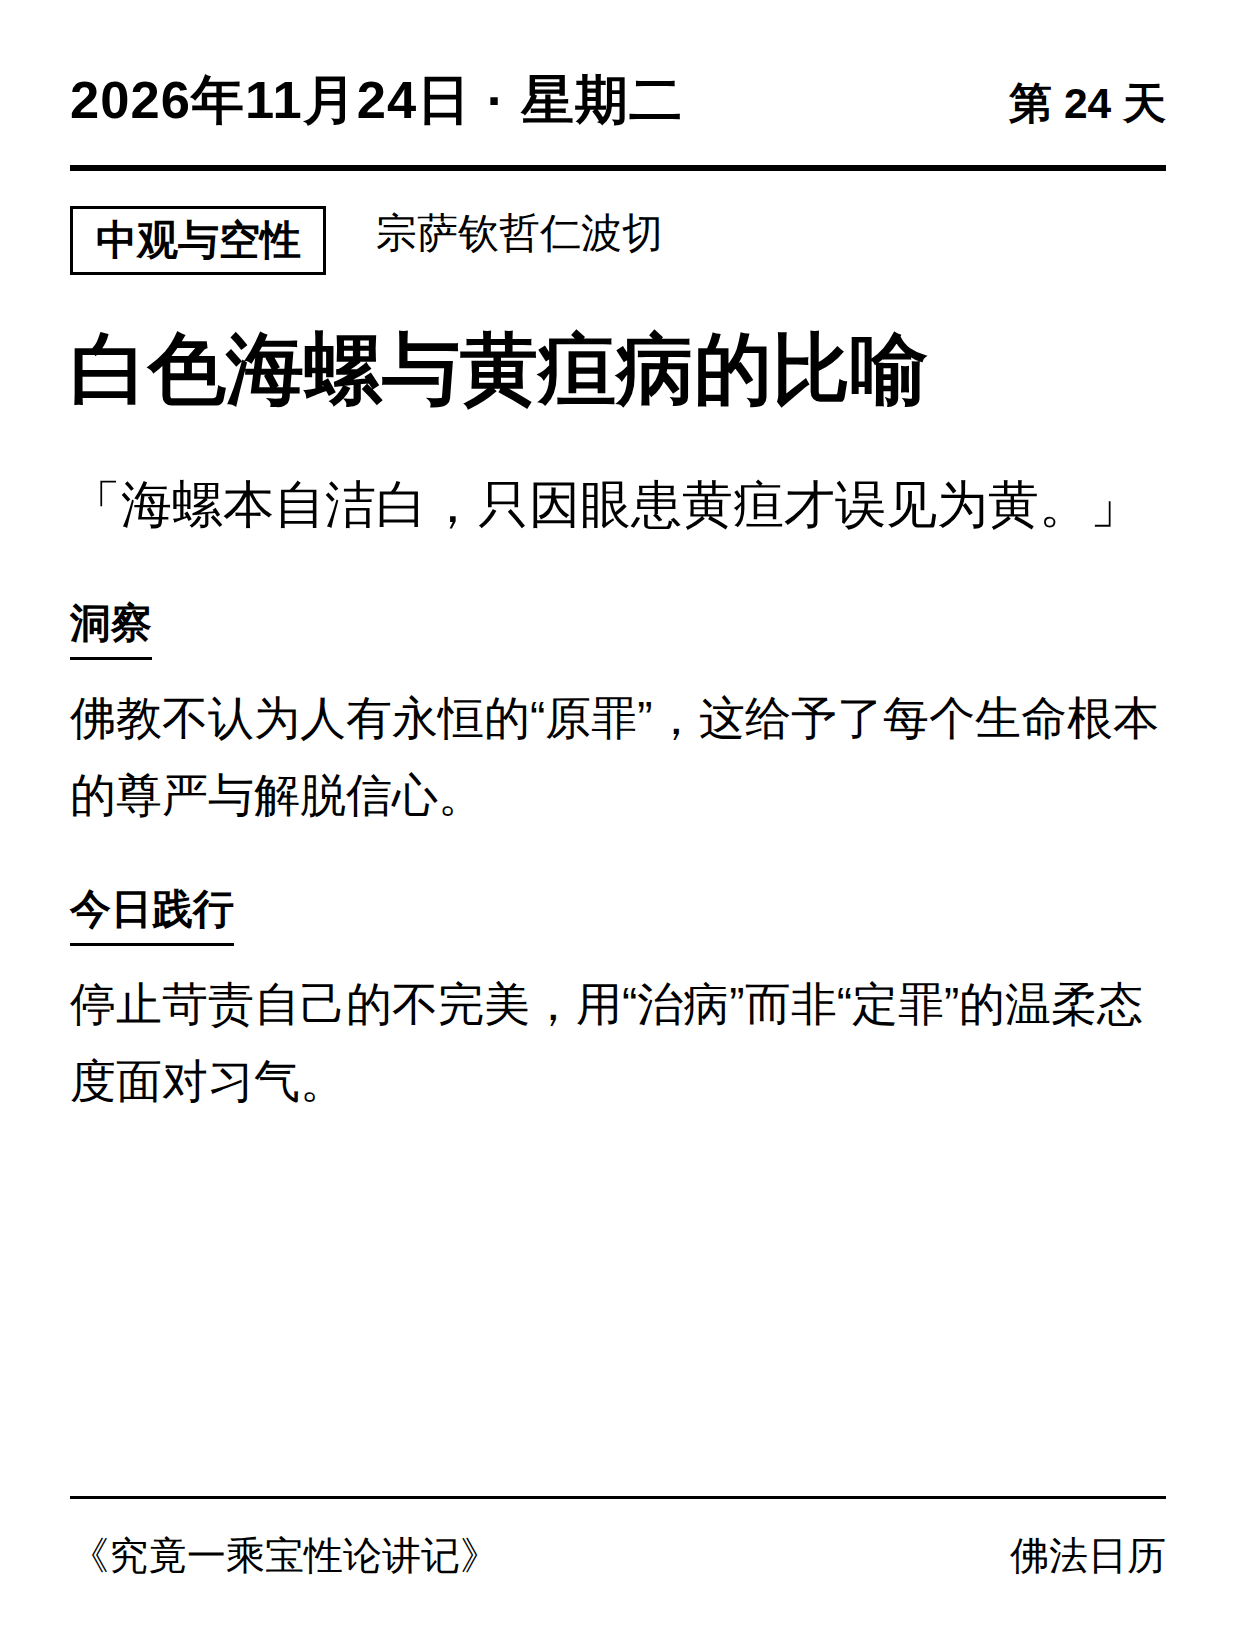 2026年11月24日 · 星期二
第 24 天
中观与空性
宗萨钦哲仁波切
白色海螺与黄疸病的比喻
「海螺本自洁白，只因眼患黄疸才误见为黄。」
洞察
佛教不认为人有永恒的“原罪”，这给予了每个生命根本
的尊严与解脱信心。
今日践行
停止苛责自己的不完美，用“治病”而非“定罪”的温柔态
度面对习气。
《究竟一乘宝性论讲记》
佛法日历